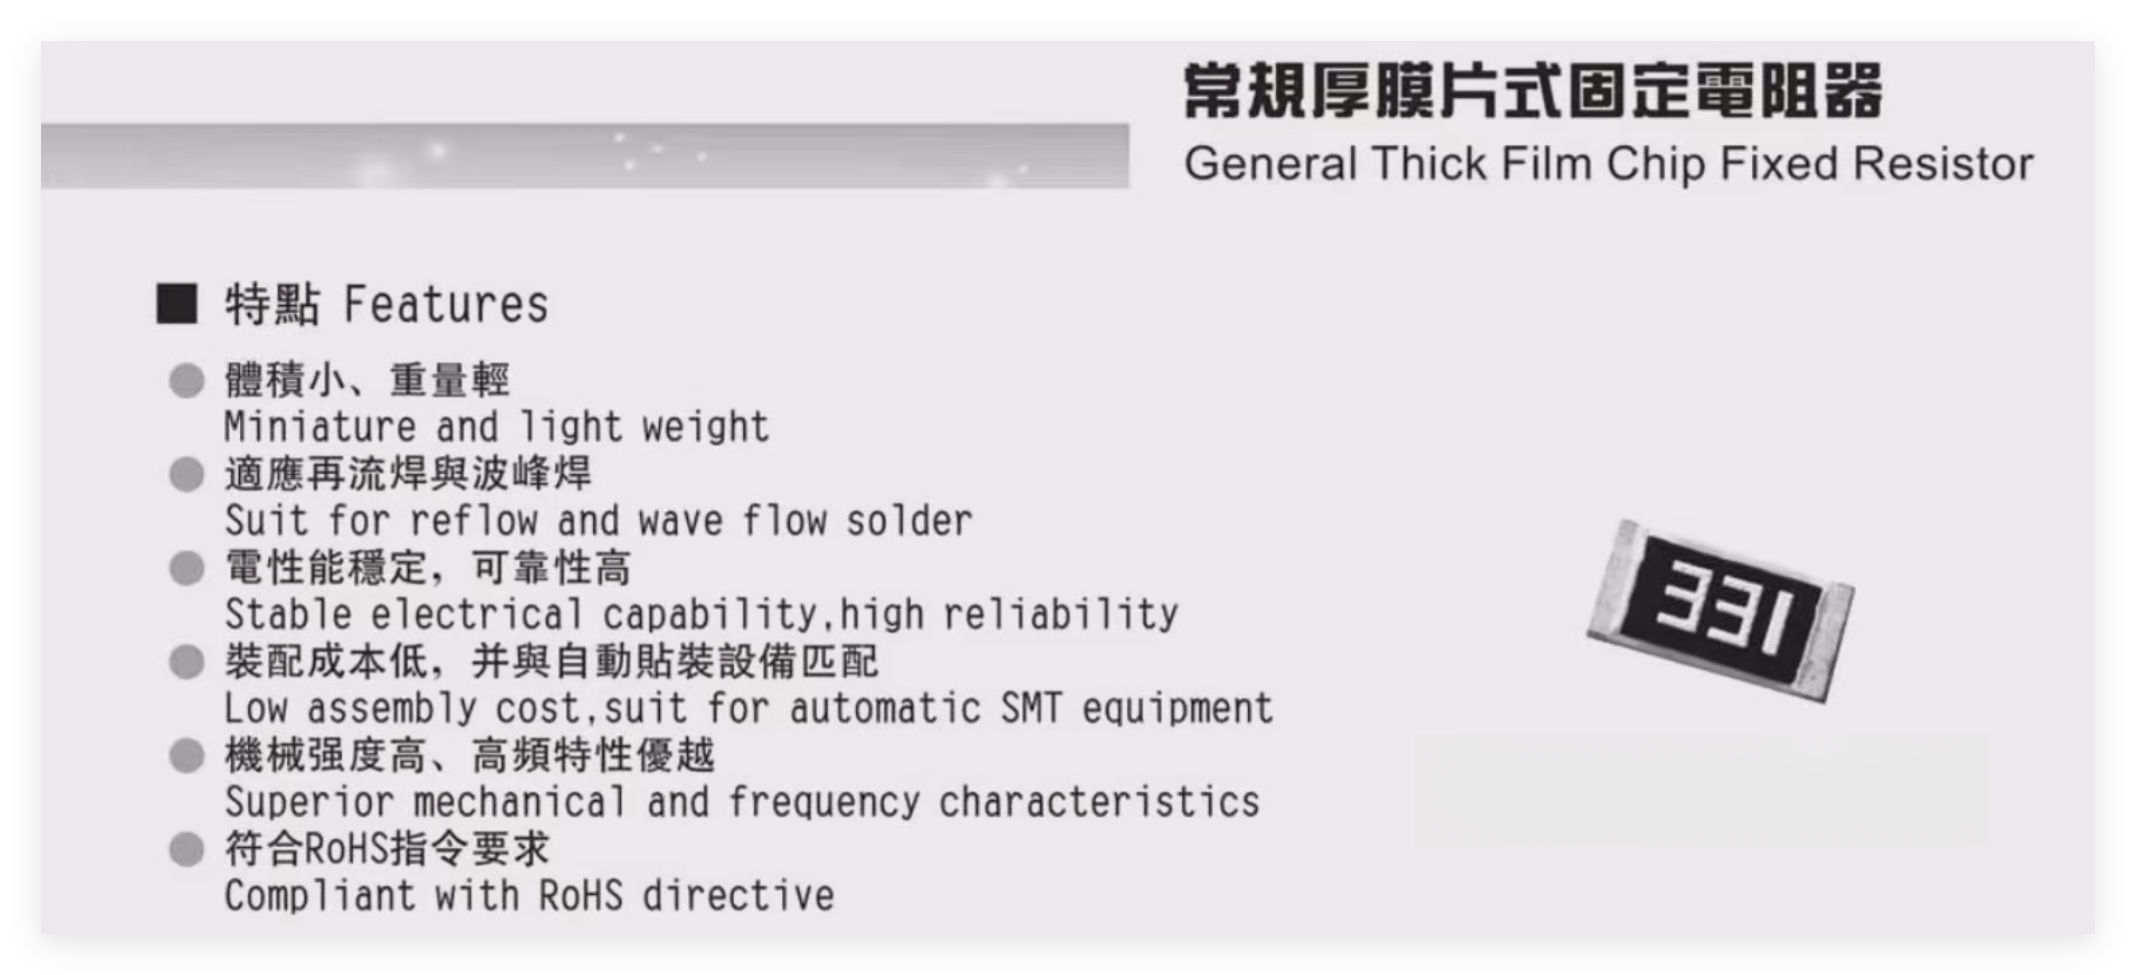 常規厚膜片式固定電阻器
General Thick Film Chip Fixed Resistor
特點 Features
體積小、重量輕
Miniature and light weight
適應再流焊與波峰焊
Suit for reflow and wave flow solder
電性能穩定，可靠性高
Stable electrical capability,high reliability
裝配成本低，并與自動貼裝設備匹配
Low assembly cost,suit for automatic SMT equipment
機械强度高、高頻特性優越
Superior mechanical and frequency characteristics
符合RoHS指令要求
Compliant with RoHS directive
331